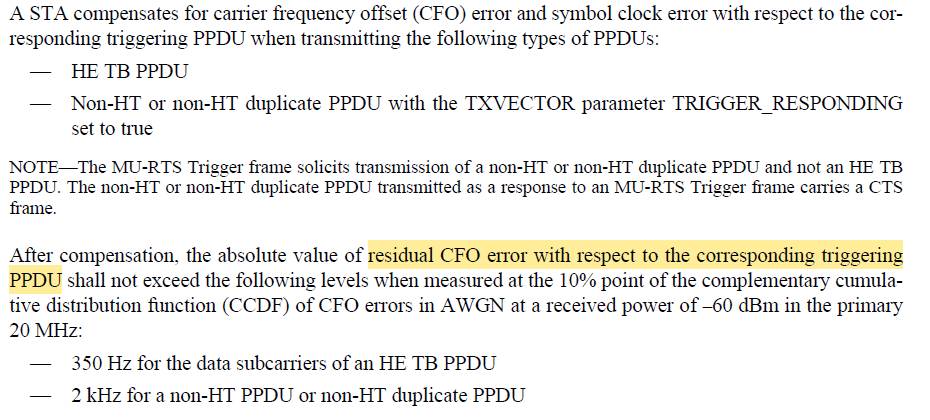 A STA compensates for carrier frequency offset (CFO) error and symbol clock error with respect to the cor-
responding triggering PPDU when transmitting the following types of PPDUs:
— HE TB PPDU
— Non-HT or non-HT duplicate PPDU with the TXVECTOR parameter TRIGGER_RESPONDING
set to true
NOTE—The MU-RTS Trigger frame solicits transmission of a non-HT or non-HT duplicate PPDU and not an HE TB
PPDU. The non-HT or non-HT duplicate PPDU transmitted as a response to an MU-RTS Trigger frame carries a CTS
frame.
After compensation, the absolute value of residual CFO error with respect to the corresponding triggering
PPDU shall not exceed the following levels when measured at the 10% point of the complementary cumula-
tive distribution function (CCDF) of CFO errors in AWGN at a received power of –60 dBm in the primary
20 MHz:
— 350 Hz for the data subcarriers of an HE TB PPDU
— 2 kHz for a non-HT PPDU or non-HT duplicate PPDU